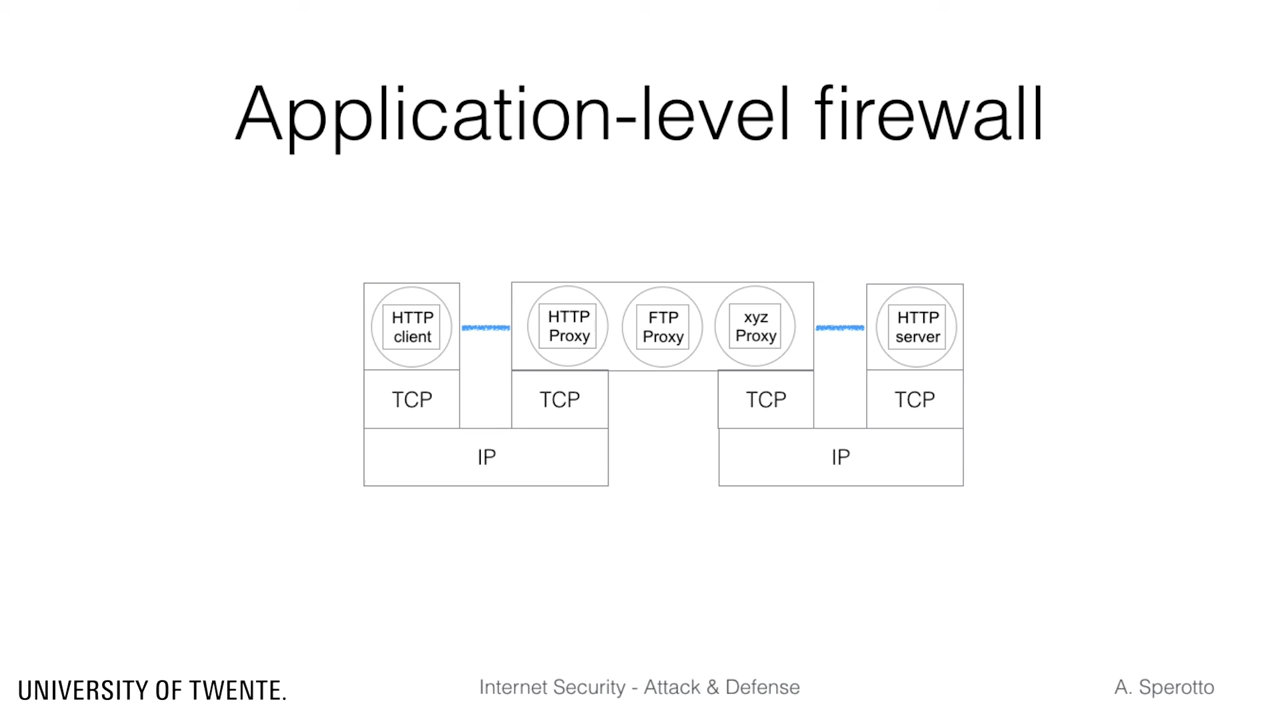 Application-level firewall
HTTP
client
HTTP
Proxy
FTP
Proxy
xyz
Proxy
HTTP
server
TCP
TCP
TCP
TCP
IP
IP
UNIVERSITY OF TWENTE.
Internet Security - Attack & Defense
A. Sperotto